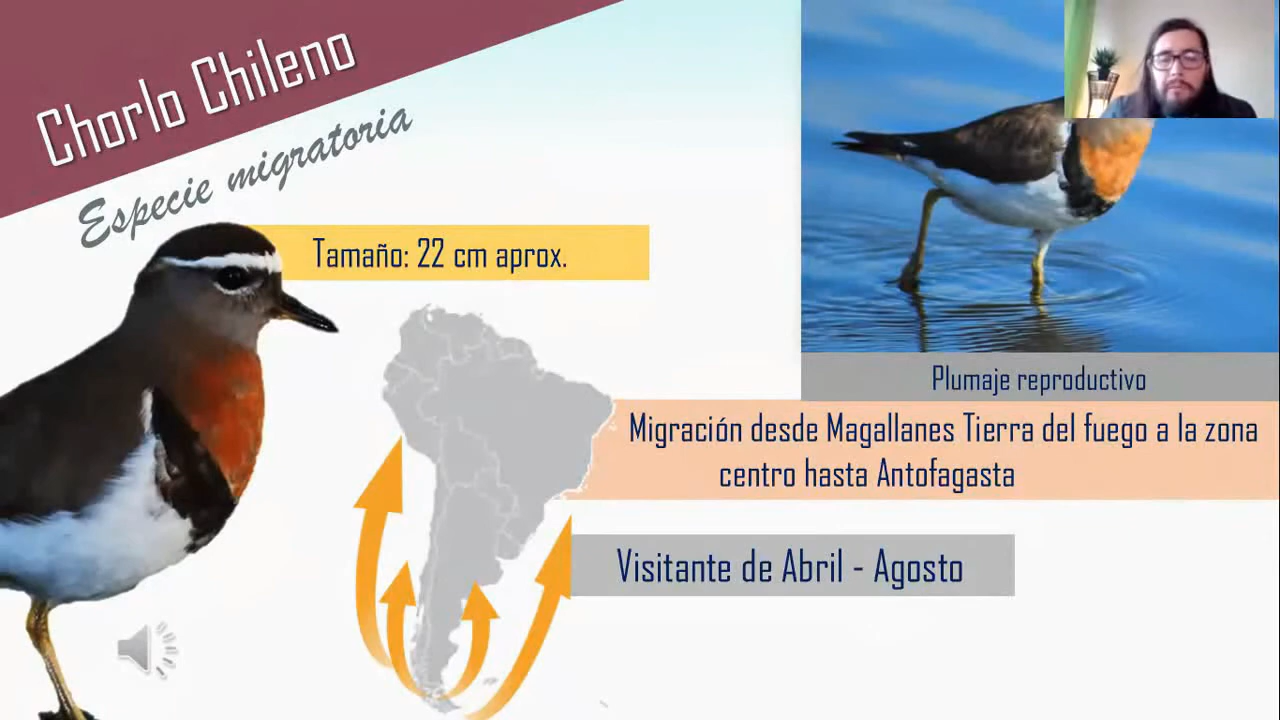 Chorlo Chileno
Especie migratoria
Tamaño: 22 cm aprox.
Plumaje reproductivo
Migración desde Magallanes Tierra del fuego a la zona
centro hasta Antofagasta
Visitante de Abril - Agosto